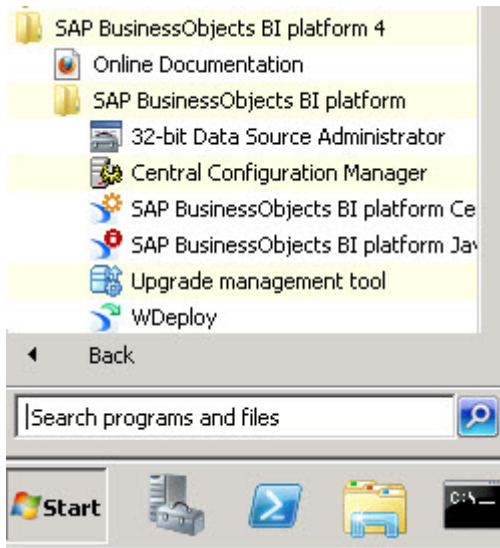 SAP BusinessObjects BI platform 4
Online Documentation
SAP BusinessObjects BI platform
32-bit Data Source Administrator
Central Configuration Manager
SAP BusinessObjects BI platform Ce
SAP BusinessObjects BI platform Jav
Upgrade management tool
WDeploy
Back
Search programs and files
Start
C:\_